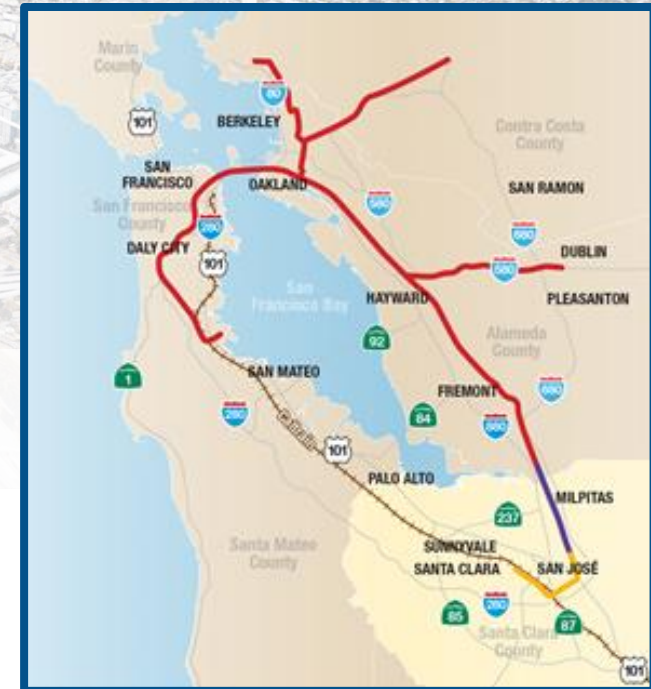 Marin
County
101
80
BERKELEY
Contra Costa
County
SAN
FRANCISCO
OAKLAND
SAN RAMON
San Francisco
County
280
580
680
DALY CITY
101
DUBLIN
580
San
Francisco Bay
HAYWARD
PLEASANTON
92
Alameda
County
1
SAN MATEO
FREMONT
680
280
84
880
101
PALO ALTO
MILPITAS
237
Santa Mateo
County
SUNNYVALE
SANTA CLARA
SAN JOSÉ
280
85
87
Santa Clara
County
101